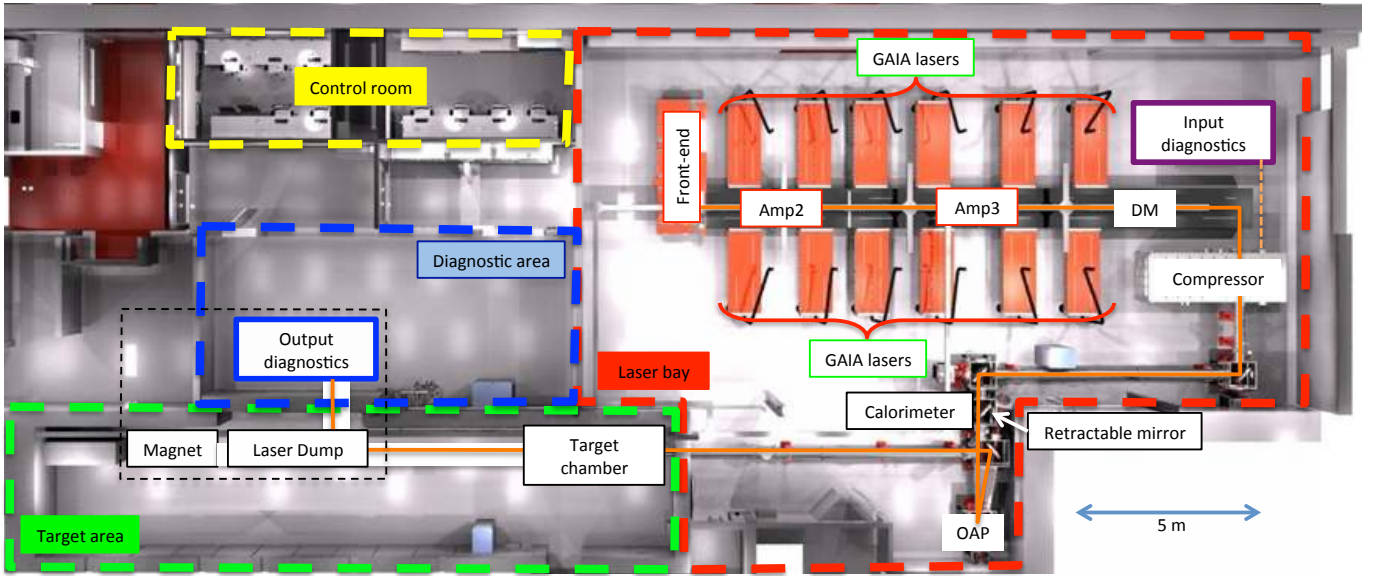 GAIA lasers
Control room
Input
diagnostics
Front-end
Amp2
Amp3
DM
Diagnostic area
Compressor
Output
diagnostics
GAIA lasers
Laser bay
Calorimeter
Retractable mirror
Magnet
Laser Dump
Target
chamber
Target area
OAP
5 m